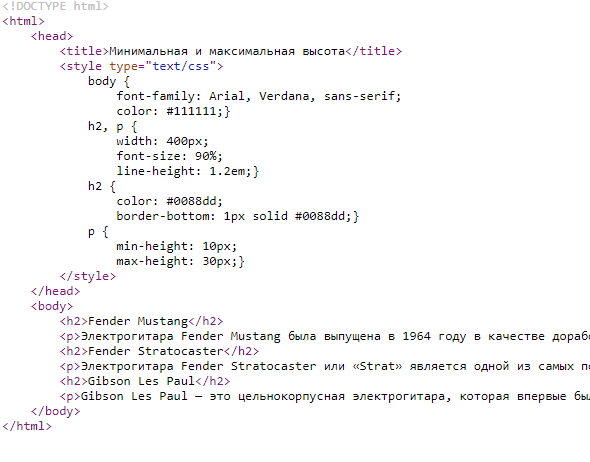 <!DOCTYPE html>
<html>
<head>
<title>Минимальная и максимальная высота</title>
<style type="text/css">
body {
font-family: Arial, Verdana, sans-serif;
color: #111111;}
h2, p {
width: 400px;
font-size: 90%;
line-height: 1.2em;}
h2 {
color: #0088dd;
border-bottom: 1px solid #0088dd;}
p {
min-height: 10px;
max-height: 30px;}
</style>
</head>
<body>
<h2>Fender Mustang</h2>
<p>Электрогитара Fender Mustang была выпущена в 1964 году в качестве
<h2>Fender Stratocaster</h2>
<p>Электрогитара Fender Stratocaster или «Strat» является одной из самых
<h2>Gibson Les Paul</h2>
<p>Gibson Les Paul — это цельнокорпусная электрогитара, которая впервые
</body>
</html>